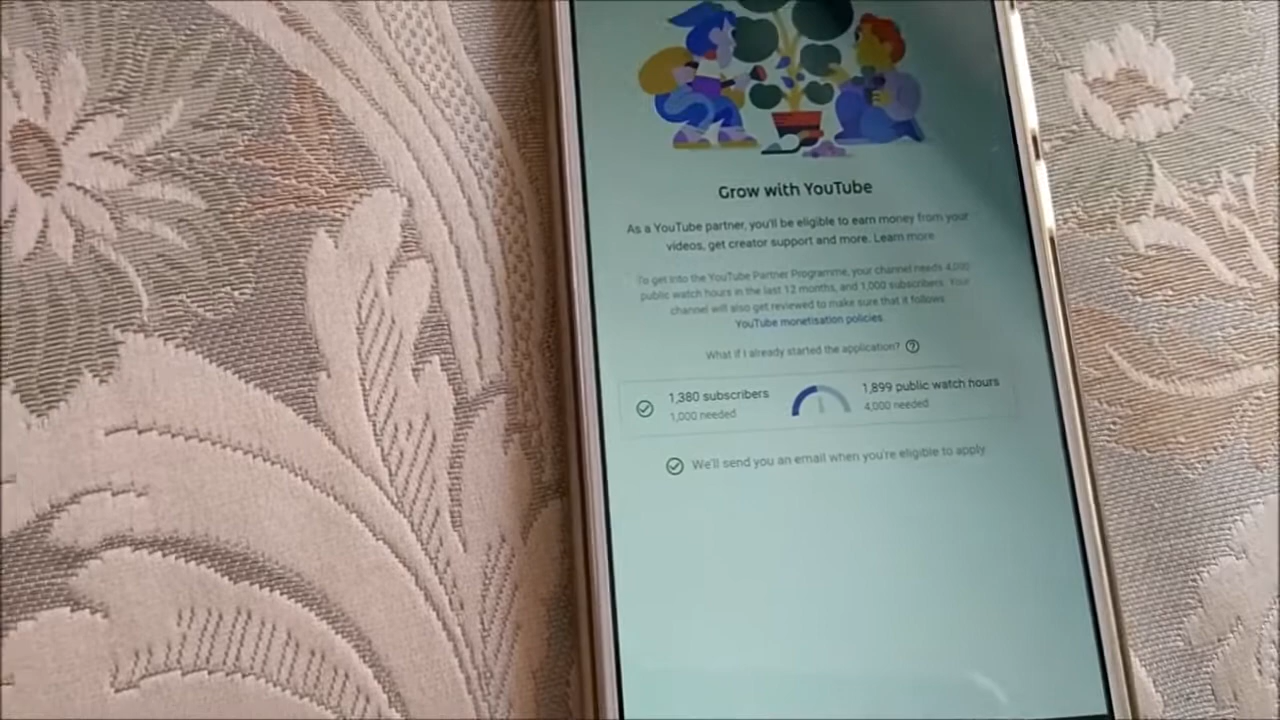 Grow with YouTube
As a YouTube partner, you'll be eligible to earn money from your
videos, get creator support and more. Learn more
To get into the YouTube Partner Programme, your channel needs 4,000
public watch hours in the last 12 months, and 1,000 subscribers. Your
channel will also get reviewed to make sure that it follows
YouTube monetisation policies.
What if I already started the application? ?
1,380 subscribers
1,000 needed
1,899 public watch hours
4,000 needed
We'll send you an email when you're eligible to apply